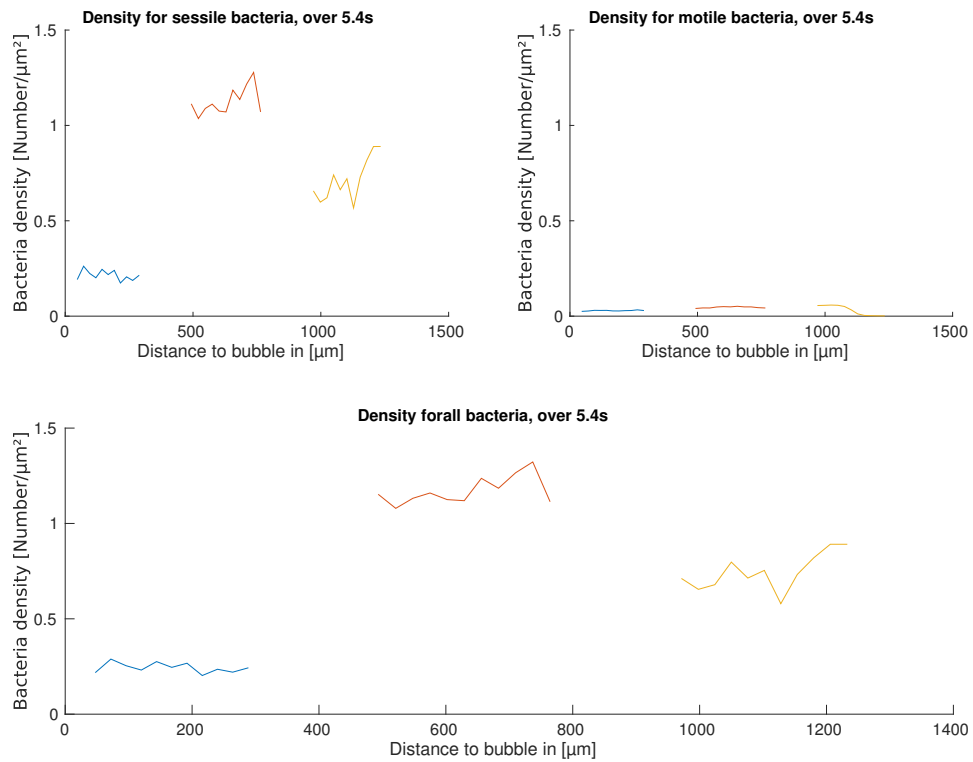 Density for sessile bacteria, over 5.4s
Bacteria density [Number/µm²]
1.5
1
0.5
0
0 500 1000 1500
Distance to bubble in [µm]
Density for motile bacteria, over 5.4s
Bacteria density [Number/µm²]
1.5
1
0.5
0
0 500 1000 1500
Distance to bubble in [µm]
Density forall bacteria, over 5.4s
Bacteria density [Number/µm²]
1.5
1
0.5
0
0 200 400 600 800 1000 1200 1400
Distance to bubble in [µm]